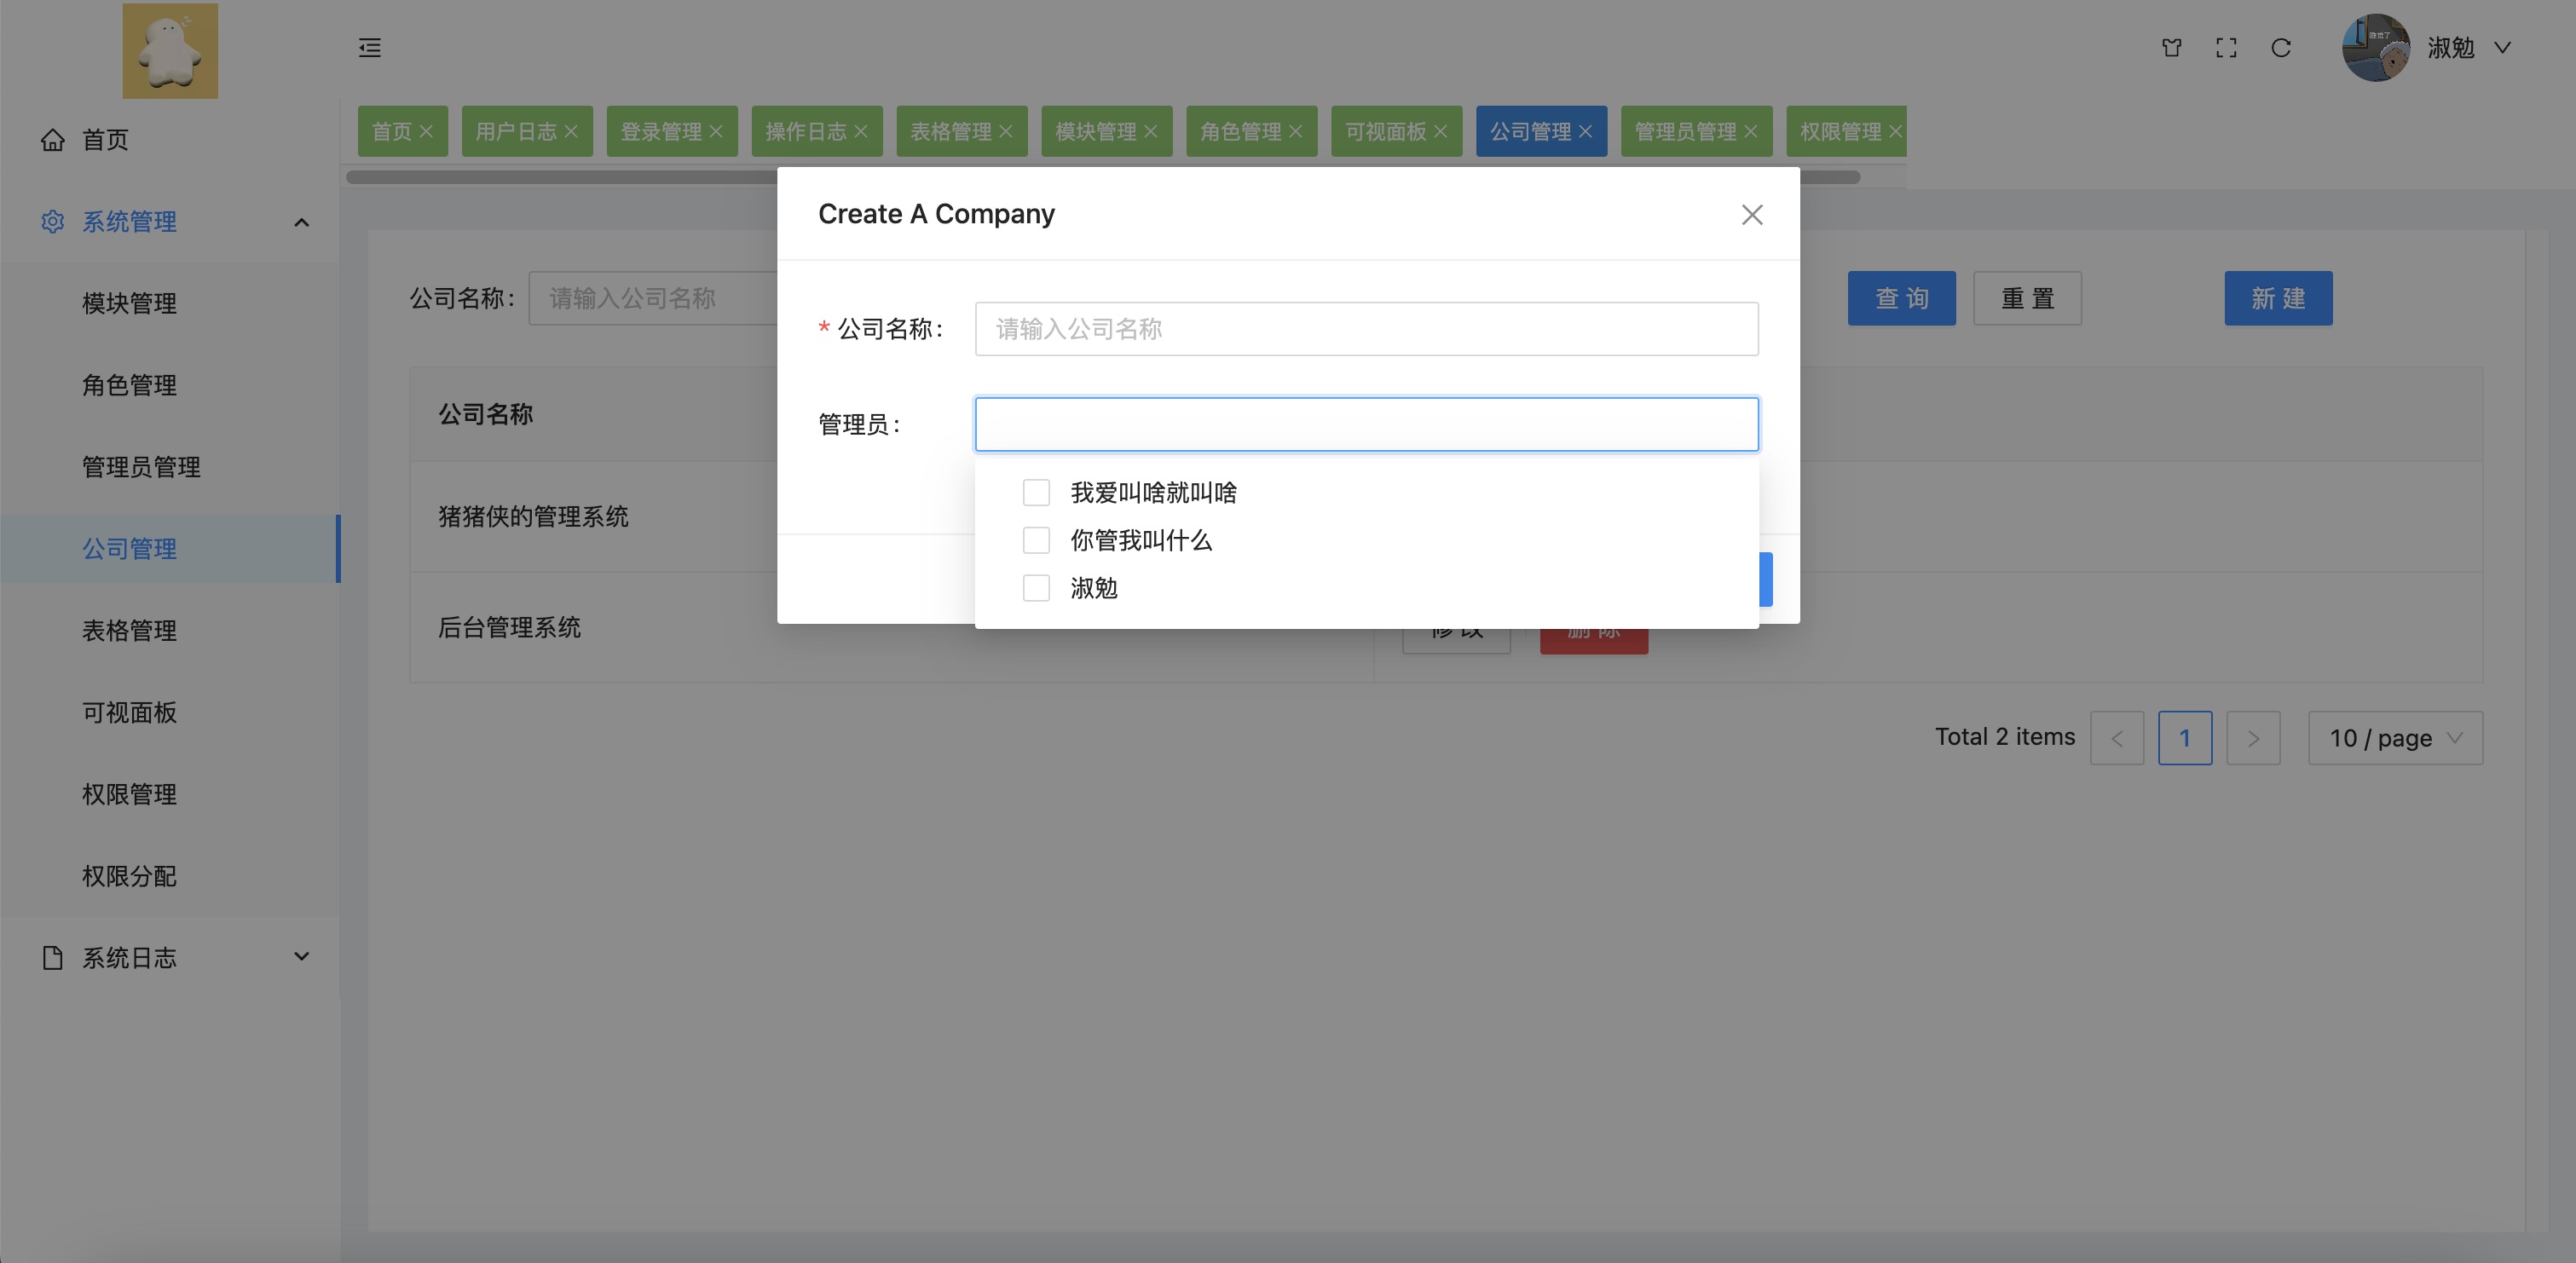 淑勉
首页
首页 用户日志 登录管理 操作日志 表格管理 模块管理 角色管理 可视面板 公司管理 管理员管理 权限管理
系统管理
模块管理
角色管理
管理员管理
公司管理
表格管理
可视面板
权限管理
权限分配
系统日志
公司名称: 请输入公司名称
查 询 重 置 新 建
公司名称
猪猪侠的管理系统
后台管理系统
修 改 删 除
Total 2 items < 1 > 10 / page
Create A Company
* 公司名称: 请输入公司名称
管理员:
我爱叫啥就叫啥
你管我叫什么
淑勉